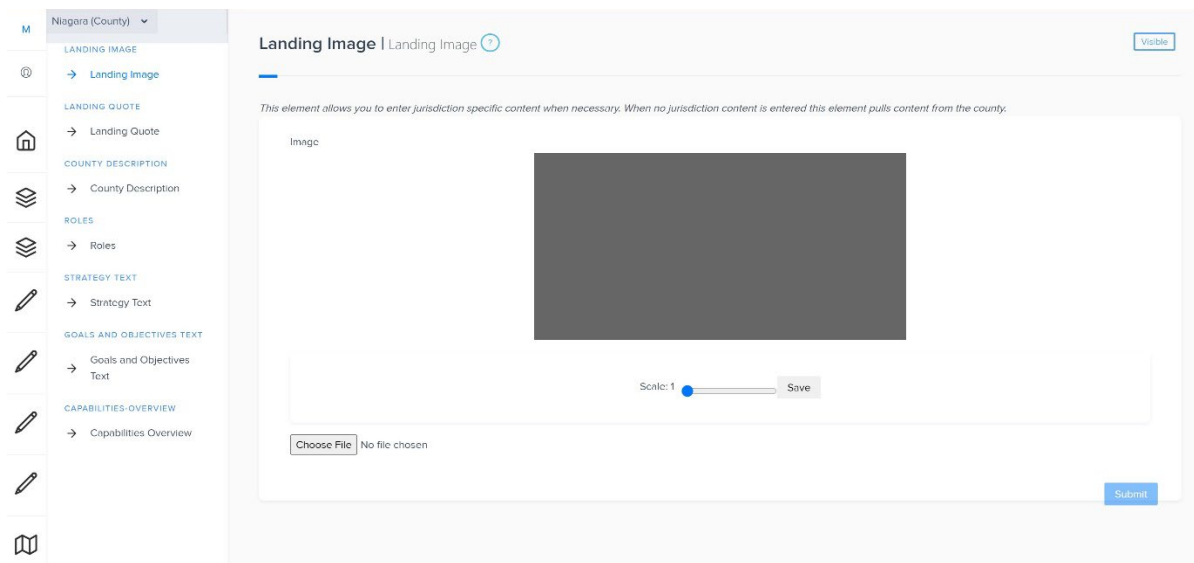 M
Niagara (County)
LANDING IMAGE
Landing Image
LANDING QUOTE
Landing Quote
COUNTY DESCRIPTION
County Description
ROLES
Roles
STRATEGY TEXT
Strategy Text
GOALS AND OBJECTIVES TEXT
Goals and Objectives
Text
CAPABILITIES-OVERVIEW
Capabilities Overview
Landing Image | Landing Image ?
Visible
This element allows you to enter jurisdiction specific content when necessary. When no jurisdiction content is entered this element pulls content from the county.
Image
Scale: 1 Save
Choose File No file chosen
Submit